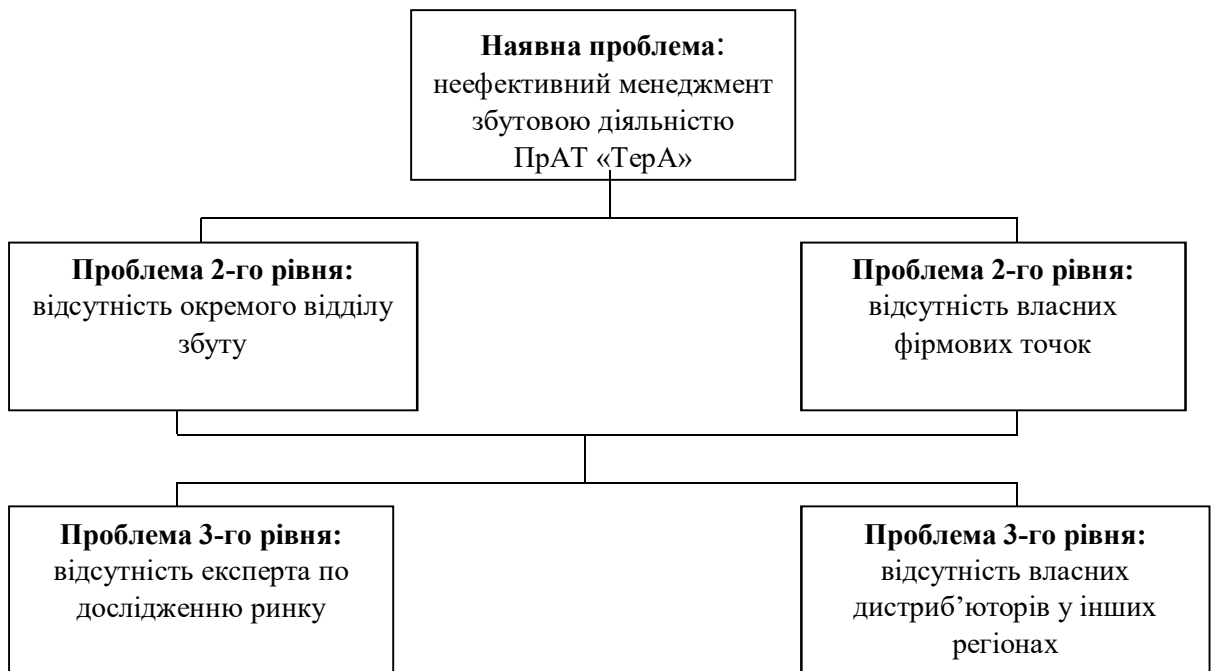 Наявна проблема:
неефективний менеджмент
збутовою діяльністю
ПрАТ «ТерА»
Проблема 2-го рівня:
відсутність окремого відділу
збуту
Проблема 2-го рівня:
відсутність власних
фірмових точок
Проблема 3-го рівня:
відсутність експерта по
дослідженню ринку
Проблема 3-го рівня:
відсутність власних
дистриб’юторів у інших
регіонах